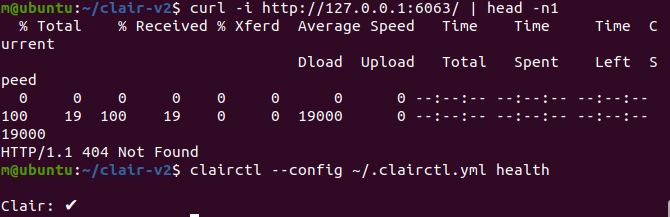 m@ubuntu:~/clair-v2$ curl -i http://127.0.0.1:6063/ | head -n1
  % Total    % Received % Xferd  Average Speed   Time    Time     Time  C
urrent
                                 Dload  Upload   Total   Spent    Left  S
peed
  0     0    0     0    0     0      0      0 --:--:-- --:--:-- --:--:--
100    19  100    19    0     0  19000      0 --:--:-- --:--:-- --:--:--
19000
HTTP/1.1 404 Not Found
m@ubuntu:~/clair-v2$ clairctl --config ~/.clairctl.yml health

Clair: ✔